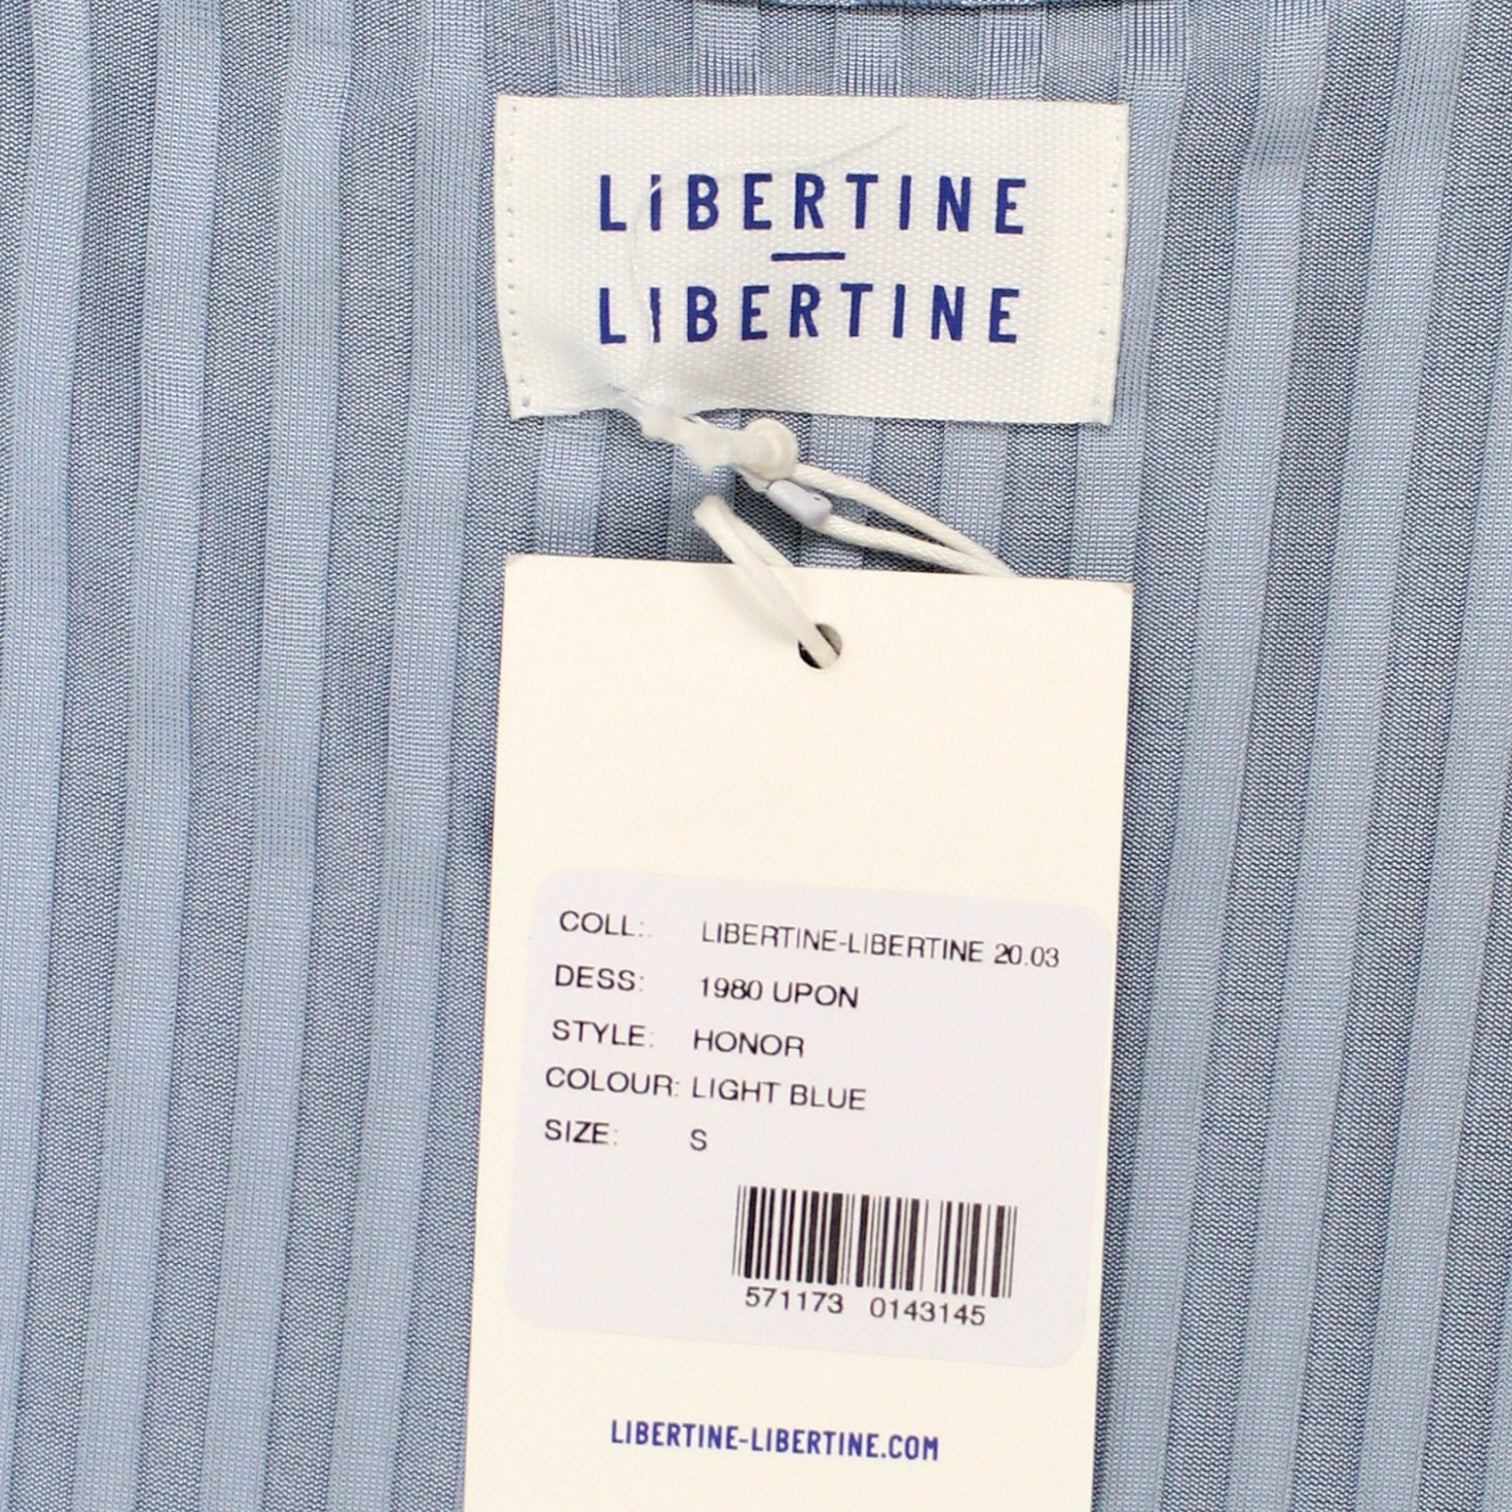 LiBERTINE
LIBERTINE
COLL: LIBERTINE-LIBERTINE 20.03
DESS: 1980 UPON
STYLE: HONOR
COLOUR: LIGHT BLUE
SIZE: S
571173 0143145
LIBERTINE-LIBERTINE.COM